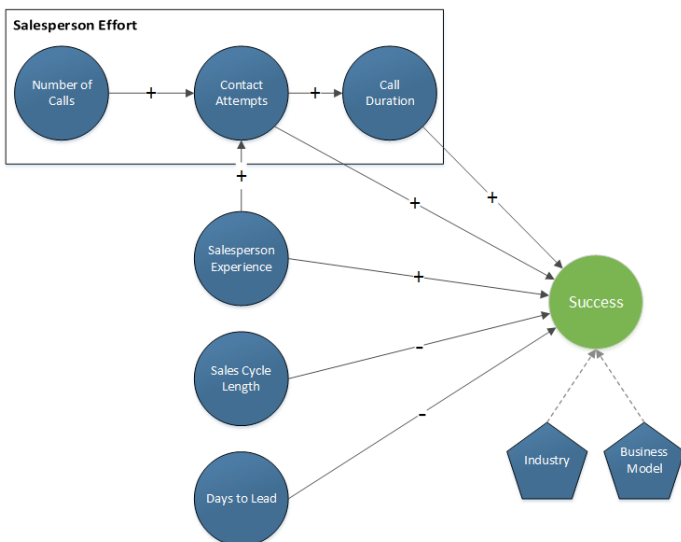 Salesperson Effort
Number of
Calls
+
Contact
Attempts
+
Call
Duration
+
+
+
Salesperson
Experience
+
Success
Sales Cycle
Length
-
-
Industry
Business
Model
Days to Lead